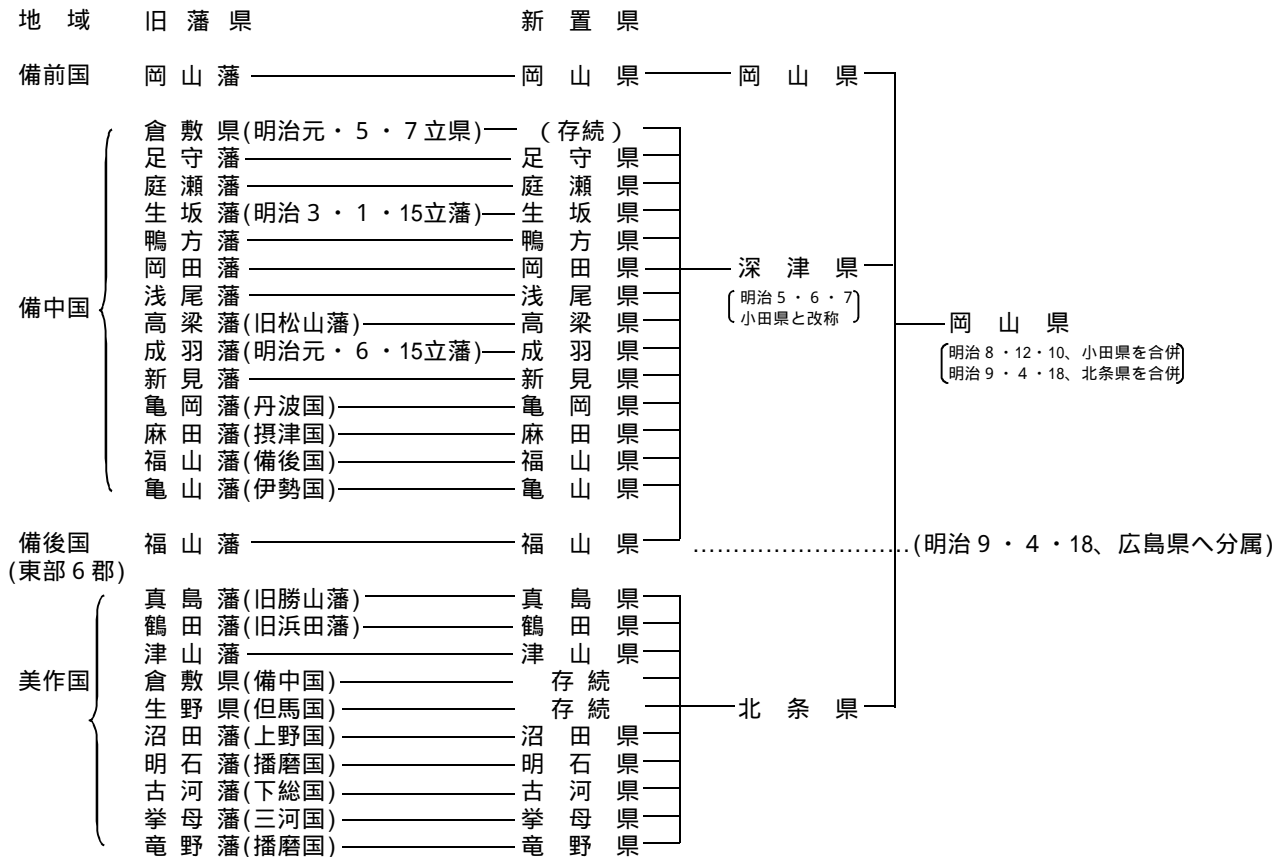 地 域 旧 藩 県 新 置 県
備前国 岡 山 藩 岡 山 県 岡 山 県
倉 敷 県(明治元・5・7立県) (存続)
足 守 藩 足 守 県
庭 瀬 藩 庭 瀬 県
生 坂 藩(明治3・1・15立藩) 生 坂 県
鴨 方 藩 鴨 方 県
岡 田 藩 岡 田 県 深 津 県
浅 尾 藩 浅 尾 県 明治5・6・7
備中国 高 梁 藩(旧松山藩) 高 梁 県 小田県と改称 岡 山 県
成 羽 藩(明治元・6・15立藩) 成 羽 県 明治8・12・10、小田県を合併
新 見 藩 新 見 県 明治9・4・18、北条県を合併
亀 岡 藩(丹波国) 亀 岡 県
麻 田 藩(摂津国) 麻 田 県
福 山 藩(備後国) 福 山 県
亀 山 藩(伊勢国) 亀 山 県
備後国 福 山 藩 福 山 県 ...........................(明治9・4・18、広島県へ分属)
(東部6郡)
真 島 藩(旧勝山藩) 真 島 県
鶴 田 藩(旧浜田藩) 鶴 田 県
津 山 藩 津 山 県
美作国 倉 敷 県(備中国) 存 続
生 野 県(但馬国) 存 続 北 条 県
沼 田 藩(上野国) 沼 田 県
明 石 藩(播磨国) 明 石 県
古 河 藩(下総国) 古 河 県
挙 母 藩(三河国) 挙 母 県
竜 野 藩(播磨国) 竜 野 県